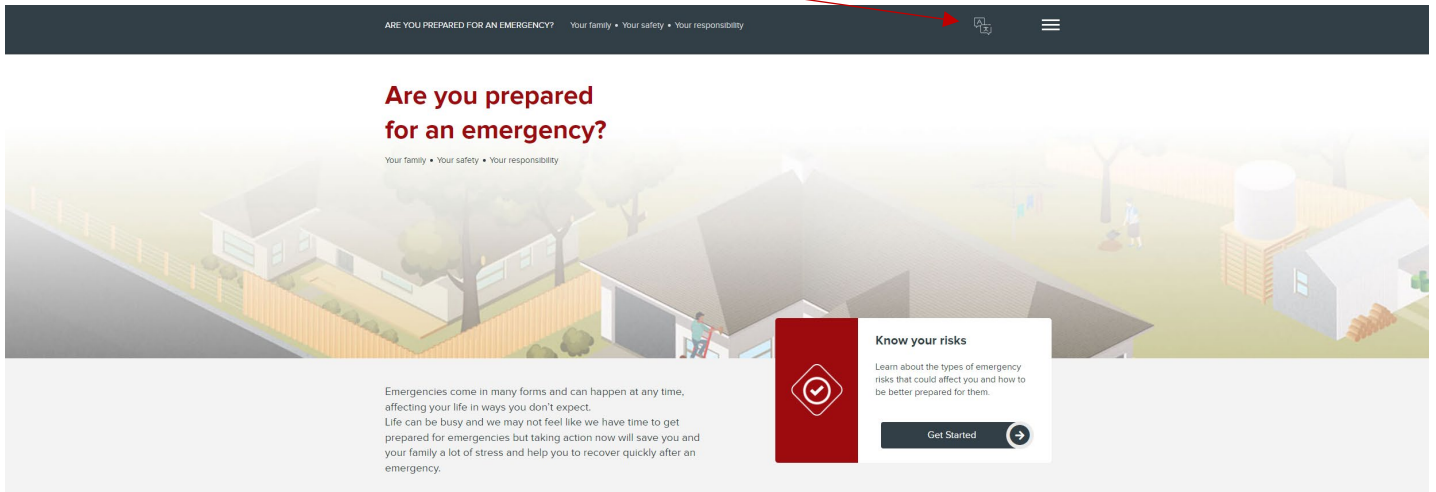 ARE YOU PREPARED FOR AN EMERGENCY? Your family • Your safety • Your responsibility
Are you prepared
for an emergency?
Your family • Your safety • Your responsibility
Know your risks
Learn about the types of emergency
risks that could affect you and how to
be better prepared for them.
Get Started
Emergencies come in many forms and can happen at any time,
affecting your life in ways you don't expect.
Life can be busy and we may not feel like we have time to get
prepared for emergencies but taking action now will save you and
your family a lot of stress and help you to recover quickly after an
emergency.